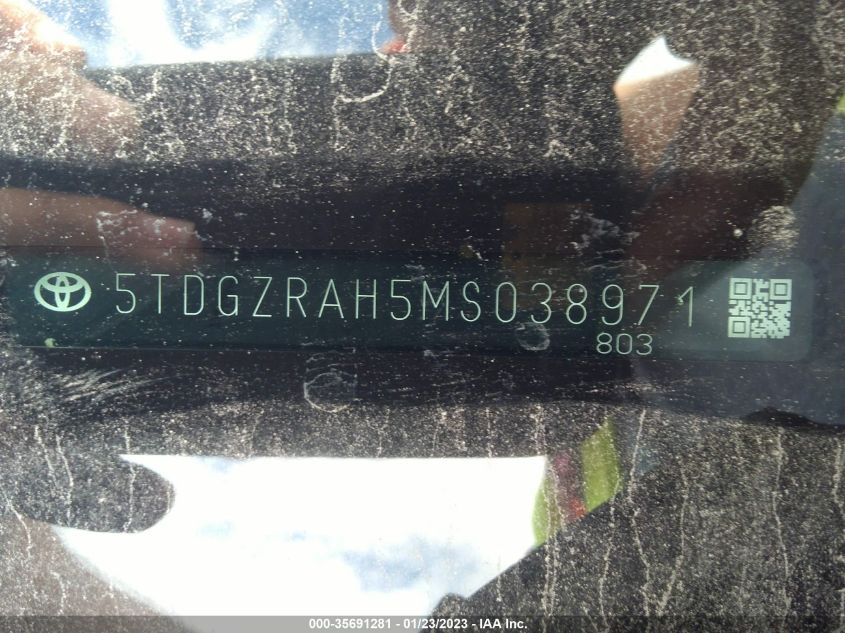 5TDGZRAH5MS038971
803
000-35691281 - 01/23/2023 - IAA Inc.